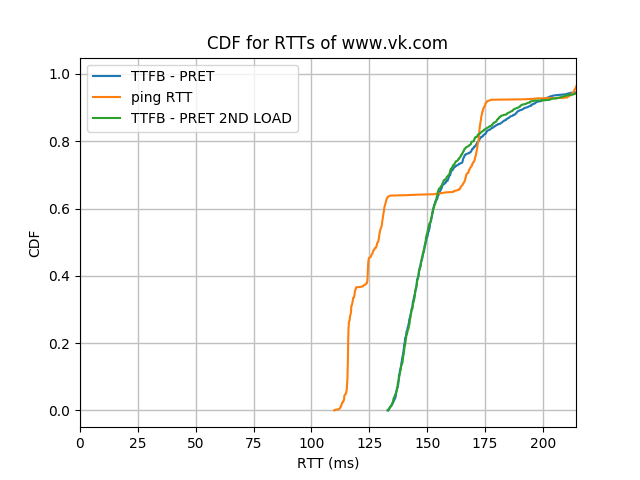 CDF for RTTs of www.vk.com
TTFB - PRET
ping RTT
TTFB - PRET 2ND LOAD
CDF
1.0
0.8
0.6
0.4
0.2
0.0
0 25 50 75 100 125 150 175 200
RTT (ms)